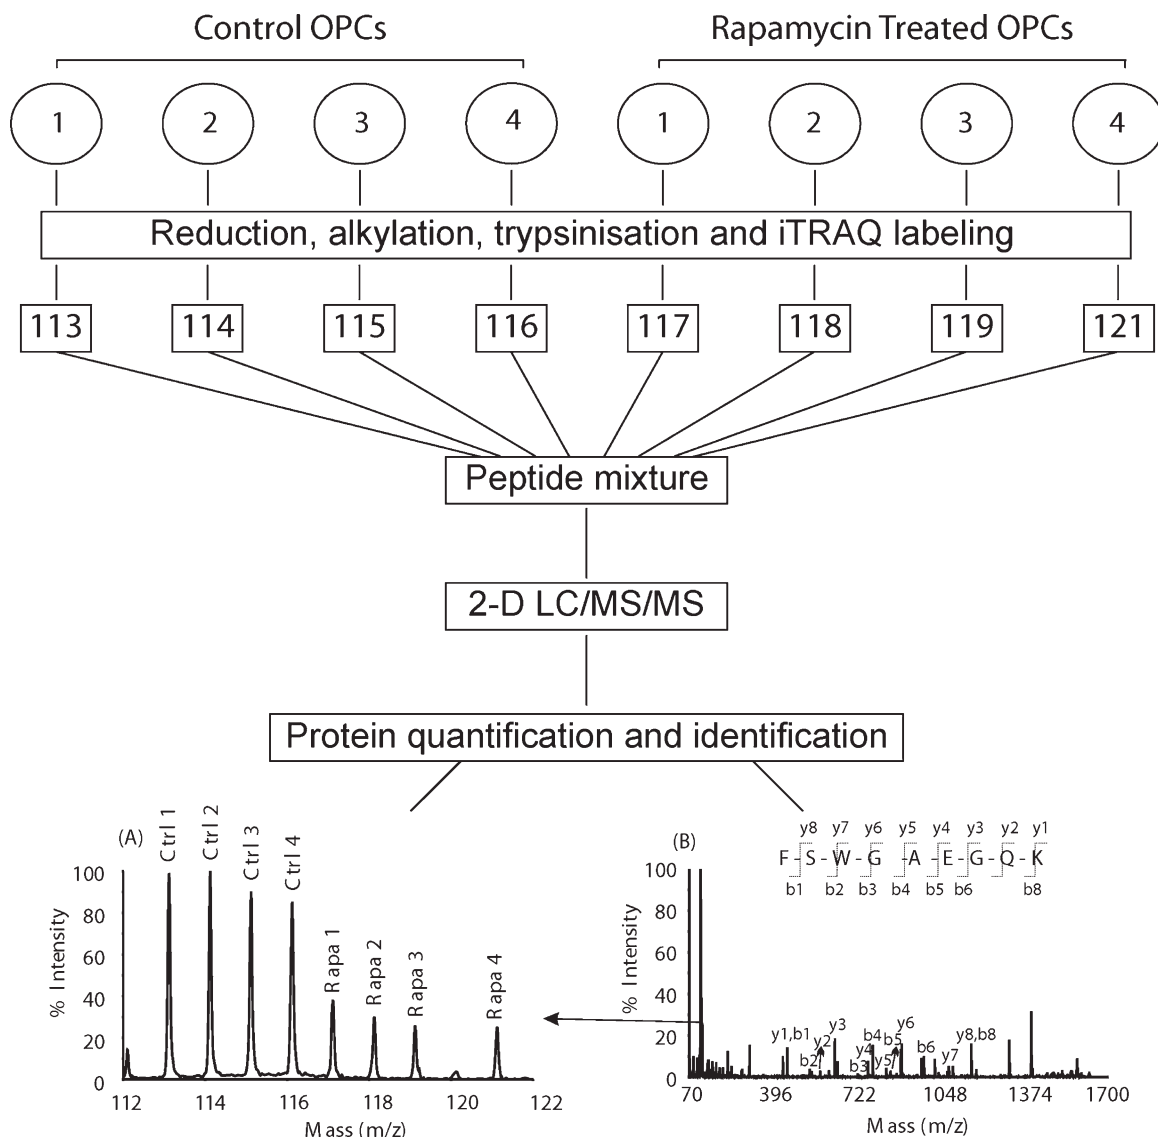 Control OPCs Rapamycin Treated OPCs
1 2 3 4 1 2 3 4
Reduction, alkylation, trypsinisation and iTRAQ labeling
113 114 115 116 117 118 119 121
Peptide mixture
2-D LC/MS/MS
Protein quantification and identification
(A)
Ctrl 1
Ctrl 2
Ctrl 3
Ctrl 4
Rapa 1
Rapa 2
Rapa 3
Rapa 4
% Intensity
100
80
60
40
20
0
112 114 116 118 120 122
Mass (m/z)
(B)
y8 y7 y6 y5 y4 y3 y2 y1
F - S - W - G - A - E - G - Q - K
b1 b2 b3 b4 b5 b6 b8
% Intensity
100
80
60
40
20
0
y1,b1
b2
y2
y3
b3
y4
b4
y5
b5
y6
b6
y7
y8,b8
70 396 722 1048 1374 1700
Mass (m/z)